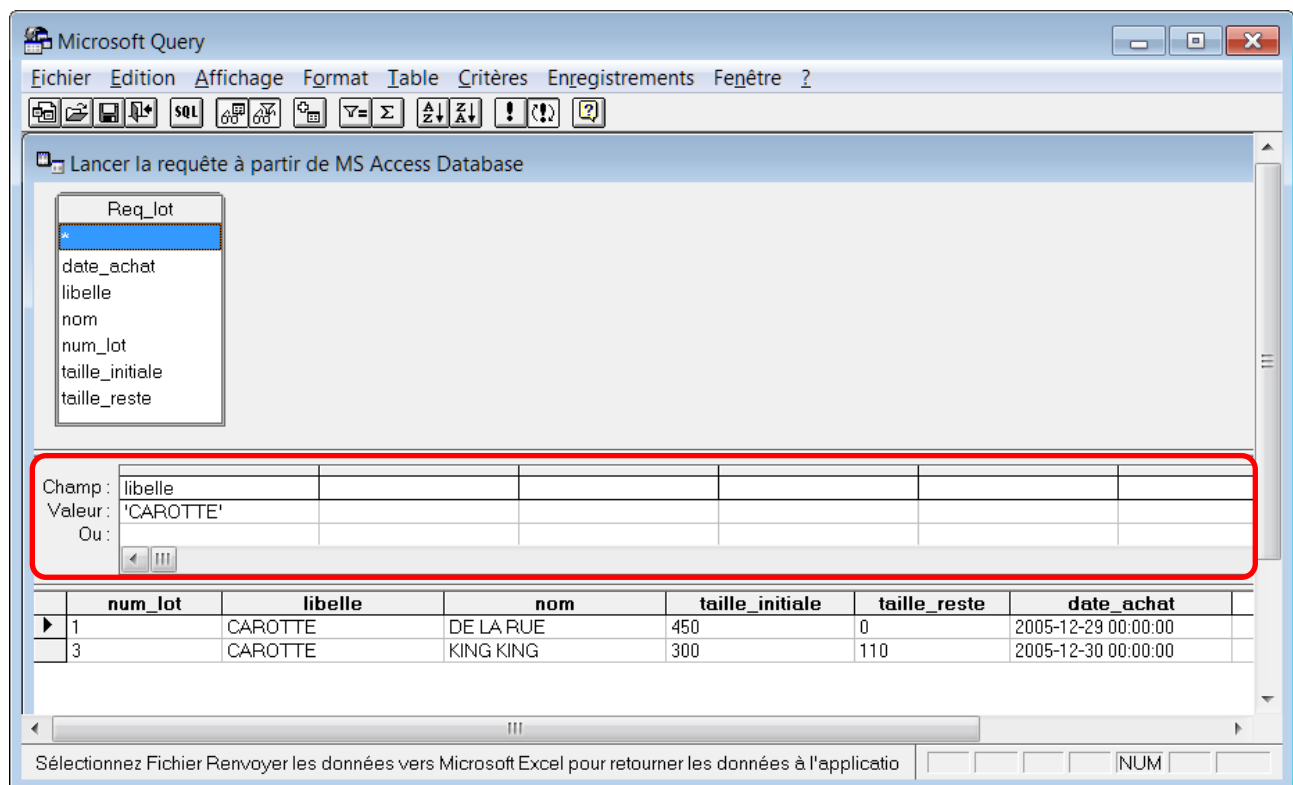 Microsoft Query
Fichier Edition Affichage Format Table Critères Enregistrements Fenêtre ?
SQL
Lancer la requête à partir de MS Access Database
Req_lot
*
date_achat
libelle
nom
num_lot
taille_initiale
taille_reste
Champ : libelle
Valeur : 'CAROTTE'
Ou :
num_lot libelle nom taille_initiale taille_reste date_achat
1 CAROTTE DE LA RUE 450 0 2005-12-29 00:00:00
3 CAROTTE KING KING 300 110 2005-12-30 00:00:00
Sélectionnez Fichier Renvoyer les données vers Microsoft Excel pour retourner les données à l'applicatio NUM